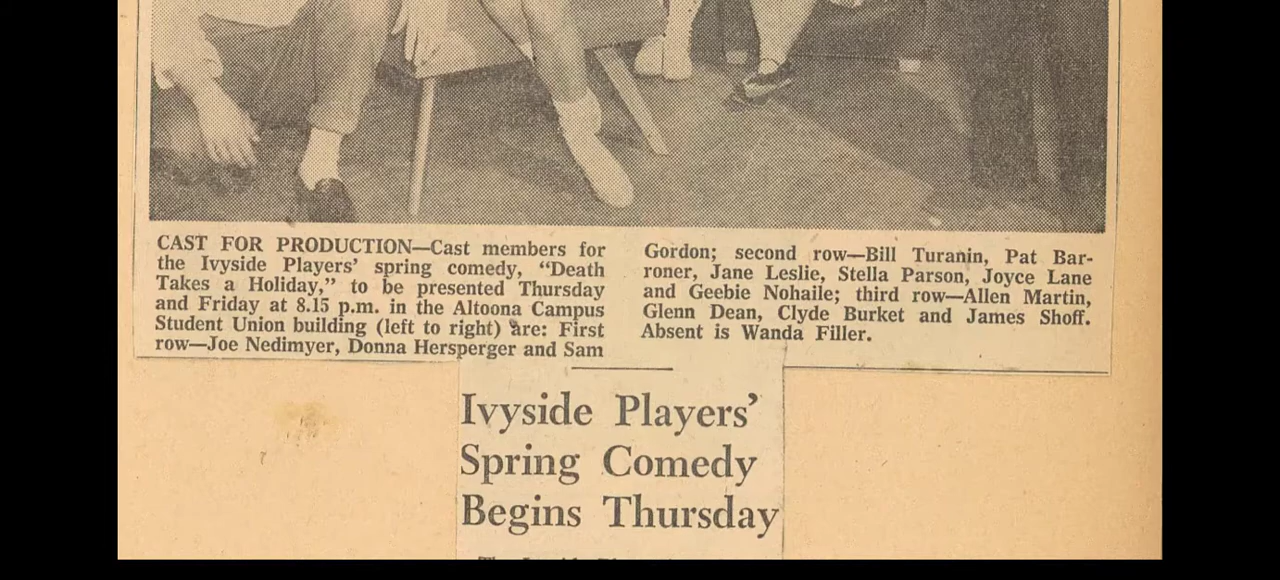 CAST FOR PRODUCTION—Cast members for
the Ivyside Players' spring comedy, "Death
Takes a Holiday," to be presented Thursday
and Friday at 8.15 p.m. in the Altoona Campus
Student Union building (left to right) are: First
row—Joe Nedimyer, Donna Hersperger and Sam
Gordon; second row—Bill Turanin, Pat Bar-
roner, Jane Leslie, Stella Parson, Joyce Lane
and Geebie Nohaile; third row—Allen Martin,
Glenn Dean, Clyde Burket and James Shoff.
Absent is Wanda Filler.
Ivyside Players'
Spring Comedy
Begins Thursday